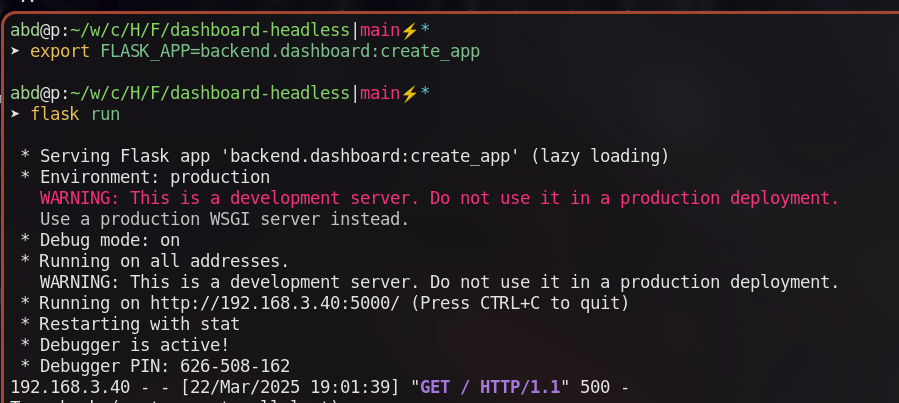 abd@p:~/w/c/H/F/dashboard-headless|main⚡*
➤ export FLASK_APP=backend.dashboard:create_app
abd@p:~/w/c/H/F/dashboard-headless|main⚡*
➤ flask run
* Serving Flask app 'backend.dashboard:create_app' (lazy loading)
* Environment: production
WARNING: This is a development server. Do not use it in a production deployment.
Use a production WSGI server instead.
* Debug mode: on
* Running on all addresses.
WARNING: This is a development server. Do not use it in a production deployment.
* Running on http://192.168.3.40:5000/ (Press CTRL+C to quit)
* Restarting with stat
* Debugger is active!
* Debugger PIN: 626-508-162
192.168.3.40 - - [22/Mar/2025 19:01:39] "GET / HTTP/1.1" 500 -